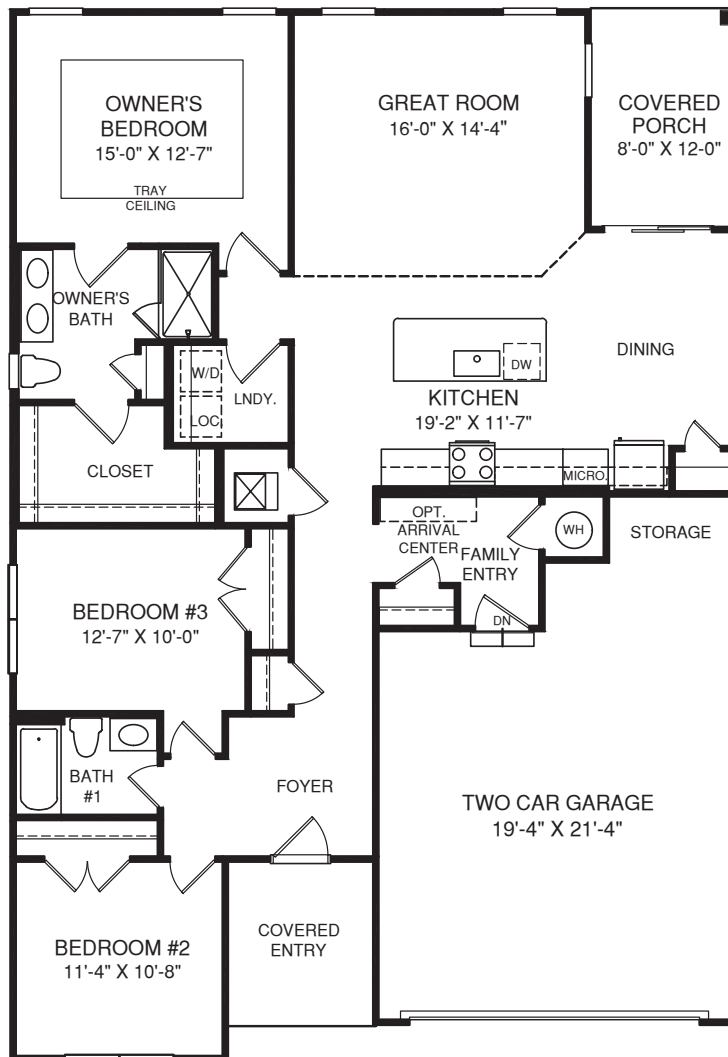 OWNER'S
BEDROOM
15'-0" X 12'-7"
TRAY
CEILING
GREAT ROOM
16'-0" X 14'-4"
COVERED
PORCH
8'-0" X 12'-0"
OWNER'S
BATH
W/D
LOC
LNDY.
DW
KITCHEN
19'-2" X 11'-7"
DINING
CLOSET
MICRO.
OPT.
ARRIVAL
CENTER
FAMILY
ENTRY
WH
STORAGE
DN
BEDROOM #3
12'-7" X 10'-0"
BATH
#1
FOYER
TWO CAR GARAGE
19'-4" X 21'-4"
BEDROOM #2
11'-4" X 10'-8"
COVERED
ENTRY